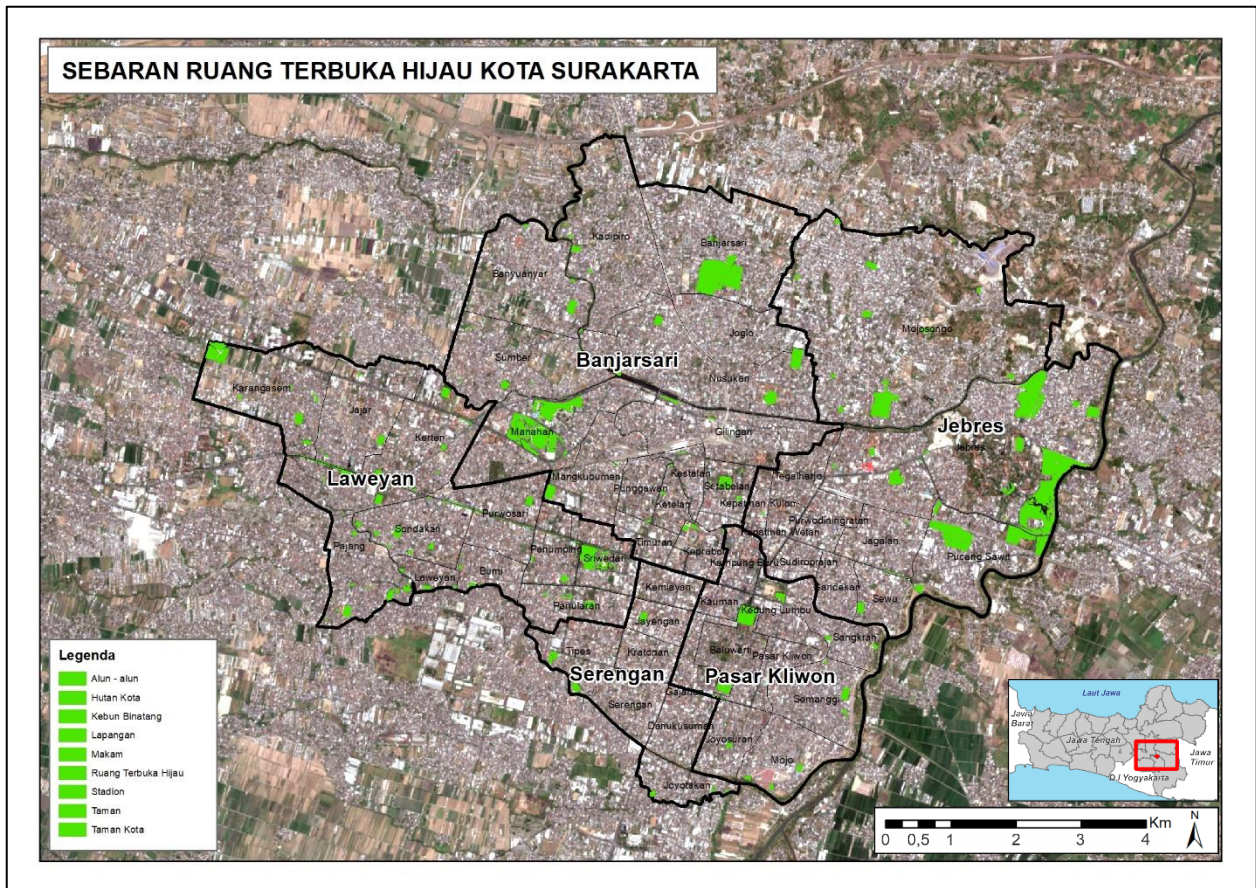 SEBARAN RUANG TERBUKA HIJAU KOTA SURAKARTA
Kadipiro
Banjarsari
Banyuanyar
Mojosongo
Joglo
Sumber
Banjarsari
Nusukan
Karangasem
Jajar
Kerten
Manahan
Gilingan
Jebres
Jebres
Laweyan
Mangkubumen
Kestalan
Punggawan
Setabelan
Ketelan
Kepatihan Kulon
Tegalharjo
Purwosari
Purwodiningratan
Kepatihan Wetan
Jagalan
Pucang Sawit
Sondakan
Pajang
Penumping
Sriwedari
Timuran
Keprabon
Kampung Baru
Sudiroprajan
Laweyan
Bumi
Panularan
Kemlayan
Kauman
Kedung Lumbu
Gandekan
Sewu
Jayengan
Sangkrah
Tipes
Kratonan
Baluwarti
Pasar Kliwon
Serengan
Pasar Kliwon
Gajahan
Semanggi
Serengan
Danukusuman
Joyosuran
Mojo
Joyotakan
Legenda
Alun - alun
Hutan Kota
Kebun Binatang
Lapangan
Makam
Ruang Terbuka Hijau
Stadion
Taman
Taman Kota
Laut Jawa
Jawa
Barat
Jawa Tengah
Jawa
Timur
D.I Yogyakarta
Km
N
0 0,5 1 2 3 4